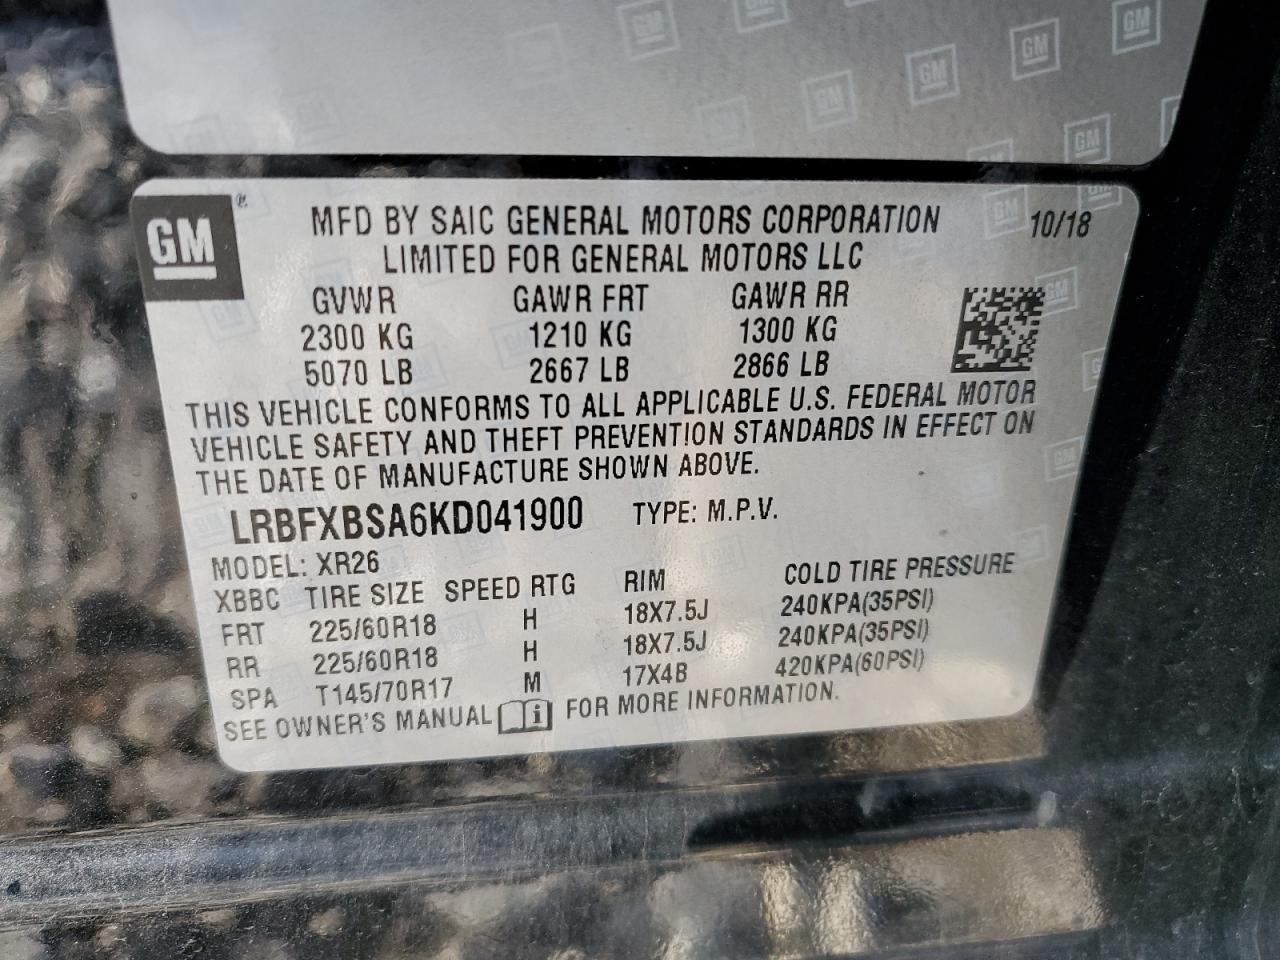 GM ®
MFD BY SAIC GENERAL MOTORS CORPORATION 10/18
LIMITED FOR GENERAL MOTORS LLC
GVWR GAWR FRT GAWR RR
2300 KG 1210 KG 1300 KG
5070 LB 2667 LB 2866 LB
THIS VEHICLE CONFORMS TO ALL APPLICABLE U.S. FEDERAL MOTOR
VEHICLE SAFETY AND THEFT PREVENTION STANDARDS IN EFFECT ON
THE DATE OF MANUFACTURE SHOWN ABOVE.
LRBFXBSA6KD041900 TYPE: M.P.V.
MODEL: XR26
XBBC TIRE SIZE SPEED RTG RIM COLD TIRE PRESSURE
FRT 225/60R18 H 18X7.5J 240KPA(35PSI)
RR 225/60R18 H 18X7.5J 240KPA(35PSI)
SPA T145/70R17 M 17X4B 420KPA(60PSI)
SEE OWNER'S MANUAL i FOR MORE INFORMATION.